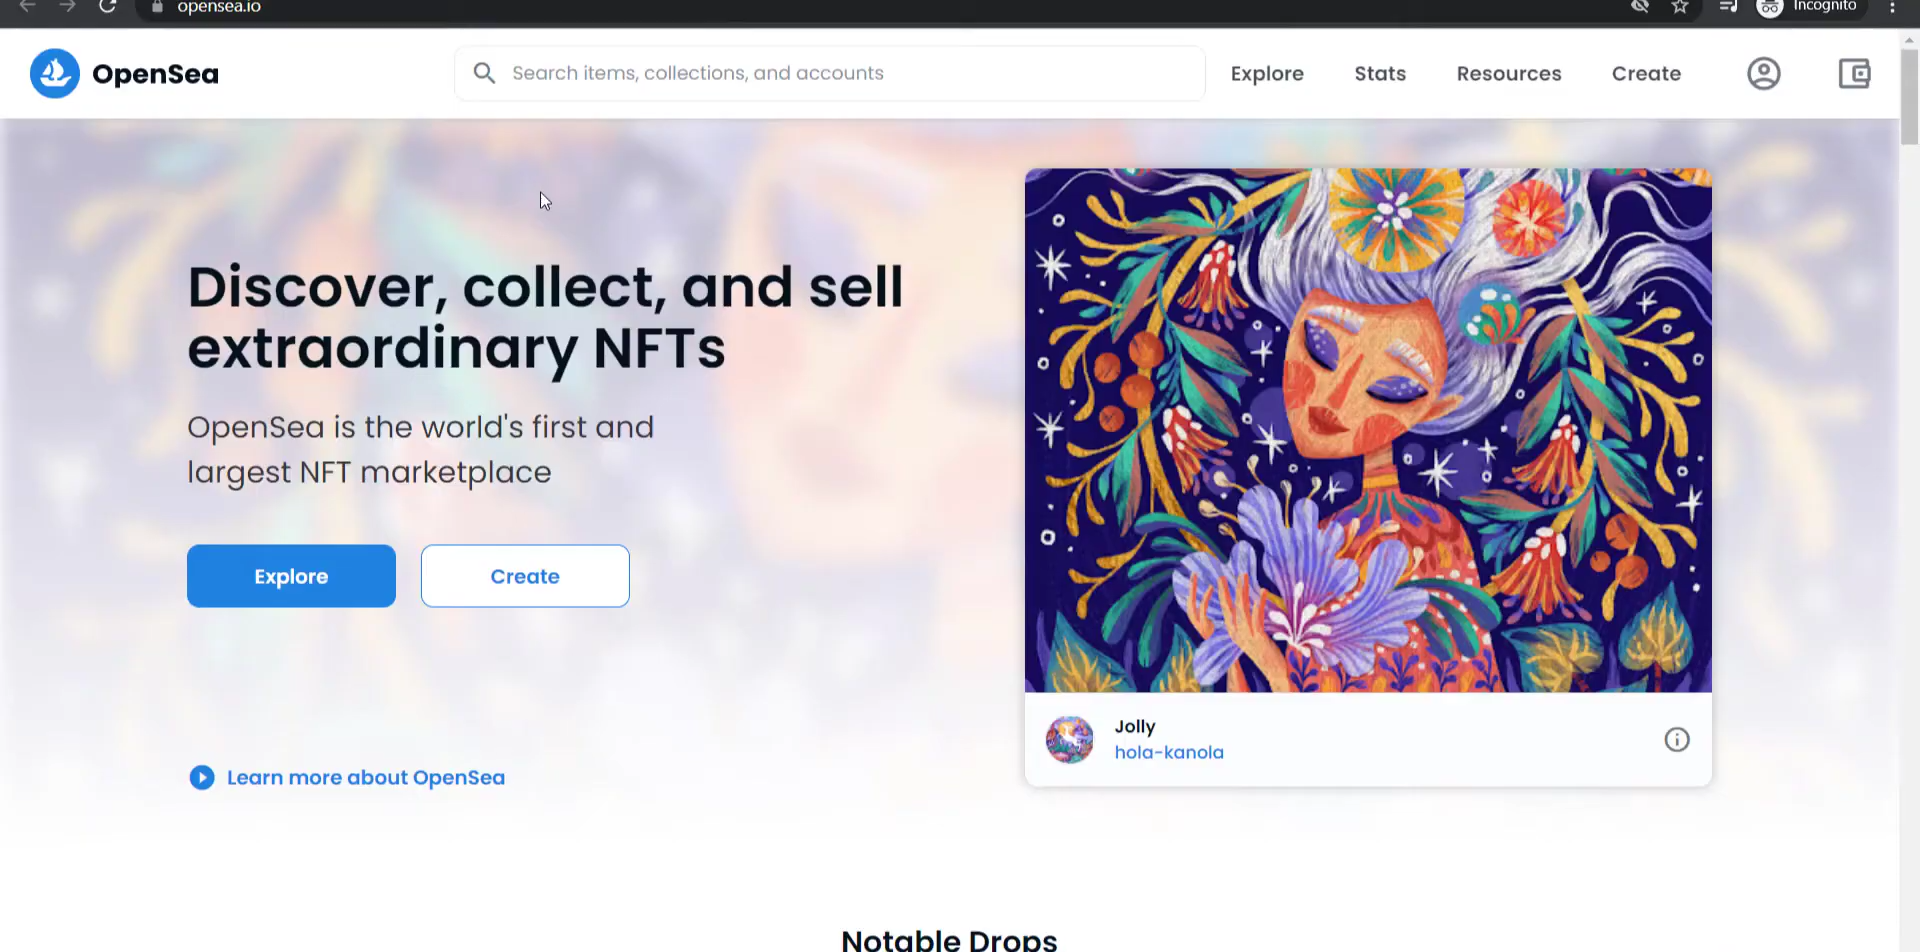 opensea.io
Incognito
OpenSea
Search items, collections, and accounts
Explore
Stats
Resources
Create
Discover, collect, and sell
extraordinary NFTs
OpenSea is the world's first and
largest NFT marketplace
Explore
Create
Learn more about OpenSea
Jolly
hola-kanola
Notable Drops